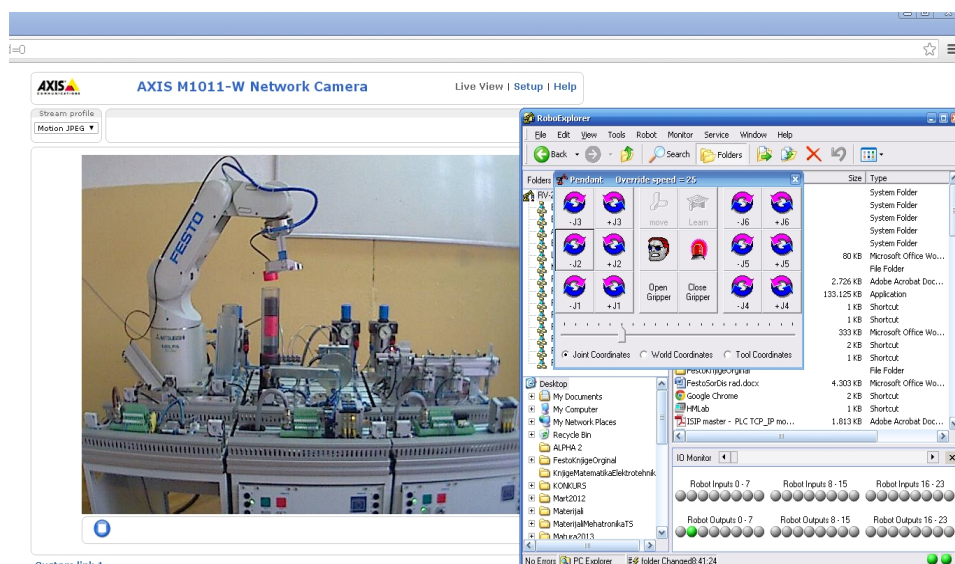 d=0
AXIS
COMMUNICATIONS
AXIS M1011-W Network Camera
Live View | Setup | Help
Stream profile
Motion JPEG
FESTO
MITSUBISHI
RoboExplorer
File Edit View Tools Robot Monitor Service Window Help
Back Search Folders
Folders
Size Type
Pendant Override speed = 25
-J3 +J3 move Learn -J6 +J6
-J2 +J2 -J5 +J5
-J1 +J1 Open Gripper Close Gripper -J4 +J4
Joint Coordinates World Coordinates Tool Coordinates
System Folder
System Folder
System Folder
System Folder
System Folder
80 KB Microsoft Office Wo...
File Folder
2.726 KB Adobe Acrobat Doc...
133.125 KB Application
1 KB Shortcut
1 KB Shortcut
333 KB Microsoft Office Wo...
2 KB Shortcut
1 KB Shortcut
File Folder
FestoSorDis rad.docx 4.303 KB Microsoft Office Wo...
Google Chrome 2 KB Shortcut
HMLab 1 KB Shortcut
ISIP master - PLC TCP_IP mo... 1.813 KB Adobe Acrobat Doc...
Desktop
My Documents
My Computer
My Network Places
Recycle Bin
ALPHA 2
FestoKnjigeOrginal
KnjigeMatematikaElektrotehnik
KONKURS
Mart2012
Materijali
MaterijaliMehatronikaTS
Matura2013
IO Monitor
Robot Inputs 0 - 7 Robot Inputs 8 - 15 Robot Inputs 16 - 23
Robot Outputs 0 - 7 Robot Outputs 8 - 15 Robot Outputs 16 - 23
No Errors PC Explorer folder Changed8:41:24